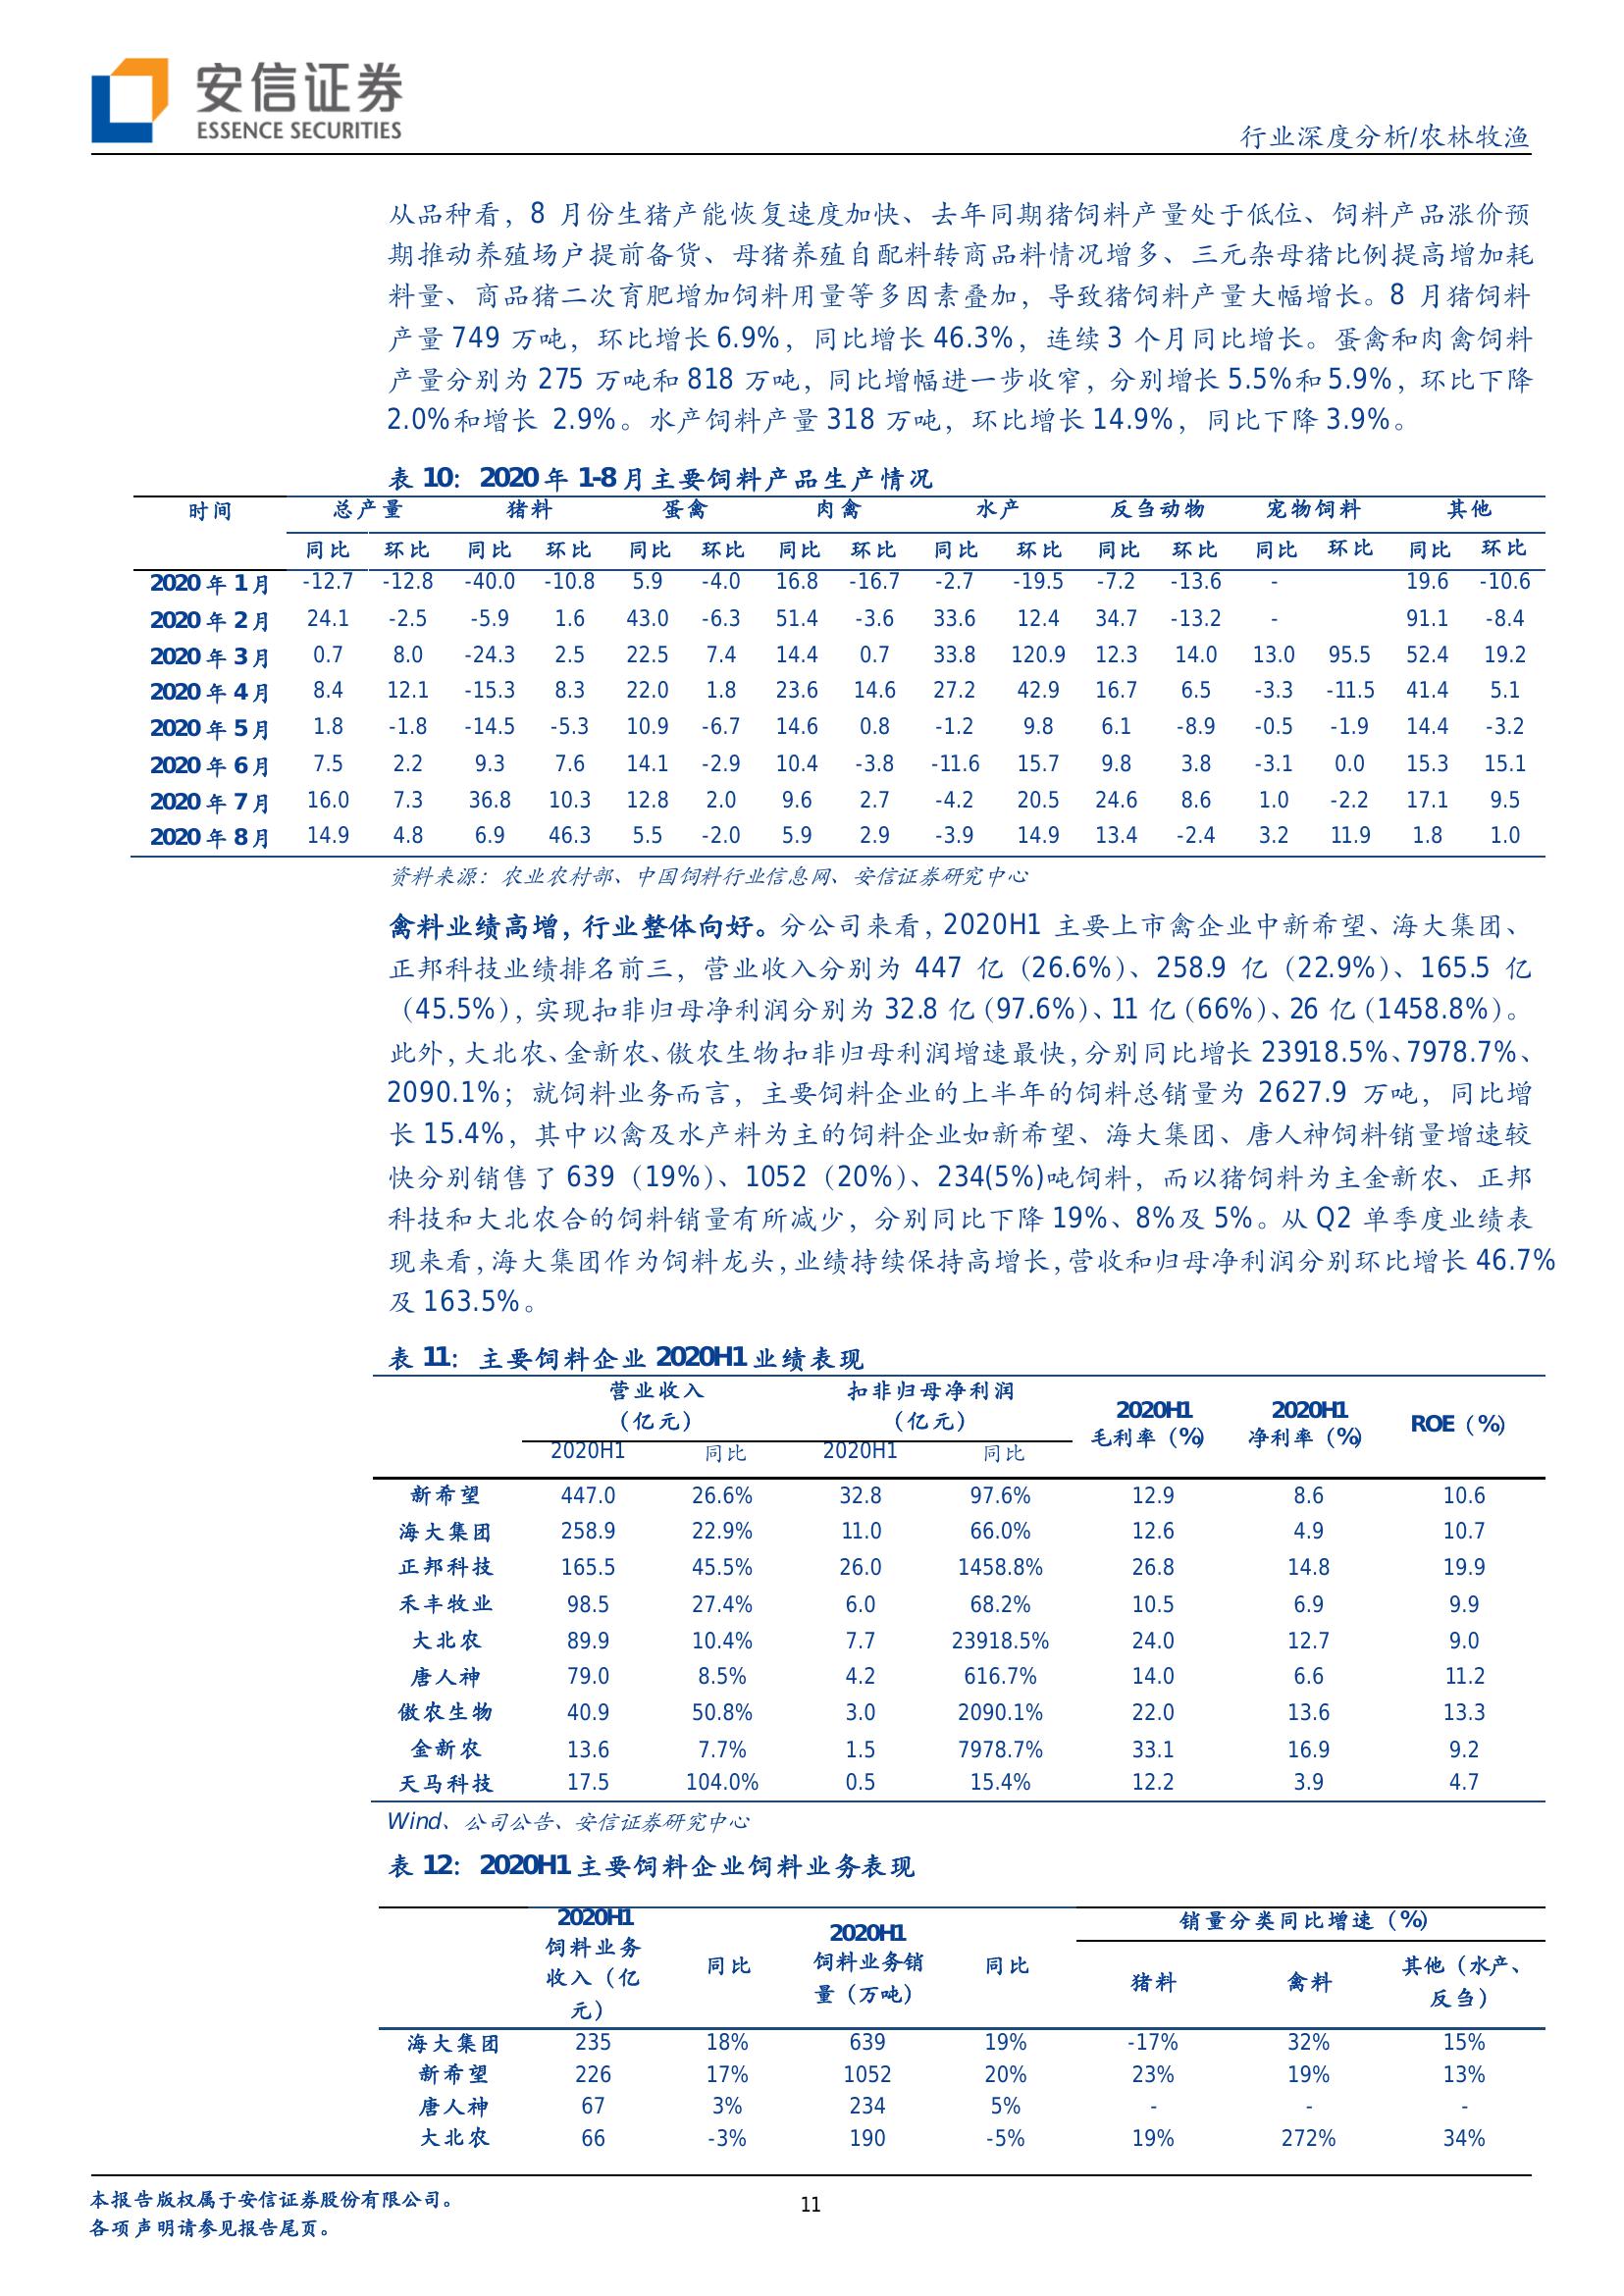 安信证券
ESSENCE SECURITIES
行业深度分析/农林牧渔
从品种看，8 月份生猪产能恢复速度加快、去年同期猪饲料产量处于低位、饲料产品涨价预
期推动养殖场户提前备货、母猪养殖自配料转商品料情况增多、三元杂母猪比例提高增加耗
料量、商品猪二次育肥增加饲料用量等多因素叠加，导致猪饲料产量大幅增长。8 月猪饲料
产量 749 万吨，环比增长 6.9%，同比增长 46.3%，连续 3 个月同比增长。蛋禽和肉禽饲料
产量分别为 275 万吨和 818 万吨，同比增幅进一步收窄，分别增长 5.5%和 5.9%，环比下降
2.0%和增长 2.9%。水产饲料产量 318 万吨，环比增长 14.9%，同比下降 3.9%。
表 10：2020 年 1-8 月主要饲料产品生产情况
时间 总产量 猪料 蛋禽 肉禽 水产 反刍动物 宠物饲料 其他
同比 环比 同比 环比 同比 环比 同比 环比 同比 环比 同比 环比 同比 环比 同比 环比
2020 年 1 月 -12.7 -12.8 -40.0 -10.8 5.9 -4.0 16.8 -16.7 -2.7 -19.5 -7.2 -13.6 - 19.6 -10.6
2020 年 2 月 24.1 -2.5 -5.9 1.6 43.0 -6.3 51.4 -3.6 33.6 12.4 34.7 -13.2 - 91.1 -8.4
2020 年 3 月 0.7 8.0 -24.3 2.5 22.5 7.4 14.4 0.7 33.8 120.9 12.3 14.0 13.0 95.5 52.4 19.2
2020 年 4 月 8.4 12.1 -15.3 8.3 22.0 1.8 23.6 14.6 27.2 42.9 16.7 6.5 -3.3 -11.5 41.4 5.1
2020 年 5 月 1.8 -1.8 -14.5 -5.3 10.9 -6.7 14.6 0.8 -1.2 9.8 6.1 -8.9 -0.5 -1.9 14.4 -3.2
2020 年 6 月 7.5 2.2 9.3 7.6 14.1 -2.9 10.4 -3.8 -11.6 15.7 9.8 3.8 -3.1 0.0 15.3 15.1
2020 年 7 月 16.0 7.3 36.8 10.3 12.8 2.0 9.6 2.7 -4.2 20.5 24.6 8.6 1.0 -2.2 17.1 9.5
2020 年 8 月 14.9 4.8 6.9 46.3 5.5 -2.0 5.9 2.9 -3.9 14.9 13.4 -2.4 3.2 11.9 1.8 1.0
资料来源：农业农村部、中国饲料行业信息网、安信证券研究中心
禽料业绩高增，行业整体向好。分公司来看，2020H1 主要上市禽企业中新希望、海大集团、
正邦科技业绩排名前三，营业收入分别为 447 亿（26.6%）、258.9 亿（22.9%）、165.5 亿
（45.5%），实现扣非归母净利润分别为 32.8 亿（97.6%）、11 亿（66%）、26 亿（1458.8%）。
此外，大北农、金新农、傲农生物扣非归母利润增速最快，分别同比增长 23918.5%、7978.7%、
2090.1%；就饲料业务而言，主要饲料企业的上半年的饲料总销量为 2627.9 万吨，同比增
长 15.4%，其中以禽及水产料为主的饲料企业如新希望、海大集团、唐人神饲料销量增速较
快分别销售了 639（19%）、1052（20%）、234(5%)吨饲料，而以猪饲料为主金新农、正邦
科技和大北农合的饲料销量有所减少，分别同比下降 19%、8%及 5%。从 Q2 单季度业绩表
现来看，海大集团作为饲料龙头，业绩持续保持高增长，营收和归母净利润分别环比增长 46.7%
及 163.5%。
表 11：主要饲料企业 2020H1 业绩表现
营业收入 扣非归母净利润
（亿元） （亿元） 2020H1 2020H1 ROE（%）
毛利率（%） 净利率（%）
2020H1 同比 2020H1 同比
新希望 447.0 26.6% 32.8 97.6% 12.9 8.6 10.6
海大集团 258.9 22.9% 11.0 66.0% 12.6 4.9 10.7
正邦科技 165.5 45.5% 26.0 1458.8% 26.8 14.8 19.9
禾丰牧业 98.5 27.4% 6.0 68.2% 10.5 6.9 9.9
大北农 89.9 10.4% 7.7 23918.5% 24.0 12.7 9.0
唐人神 79.0 8.5% 4.2 616.7% 14.0 6.6 11.2
傲农生物 40.9 50.8% 3.0 2090.1% 22.0 13.6 13.3
金新农 13.6 7.7% 1.5 7978.7% 33.1 16.9 9.2
天马科技 17.5 104.0% 0.5 15.4% 12.2 3.9 4.7
Wind、公司公告、安信证券研究中心
表 12：2020H1 主要饲料企业饲料业务表现
2020H1 销量分类同比增速（%）
饲料业务 2020H1
收入（亿 同比 饲料业务销 同比 猪料 禽料 其他（水产、
元） 量（万吨） 反刍）
海大集团 235 18% 639 19% -17% 32% 15%
新希望 226 17% 1052 20% 23% 19% 13%
唐人神 67 3% 234 5% - - -
大北农 66 -3% 190 -5% 19% 272% 34%
本报告版权属于安信证券股份有限公司。
11
各项声明请参见报告尾页。